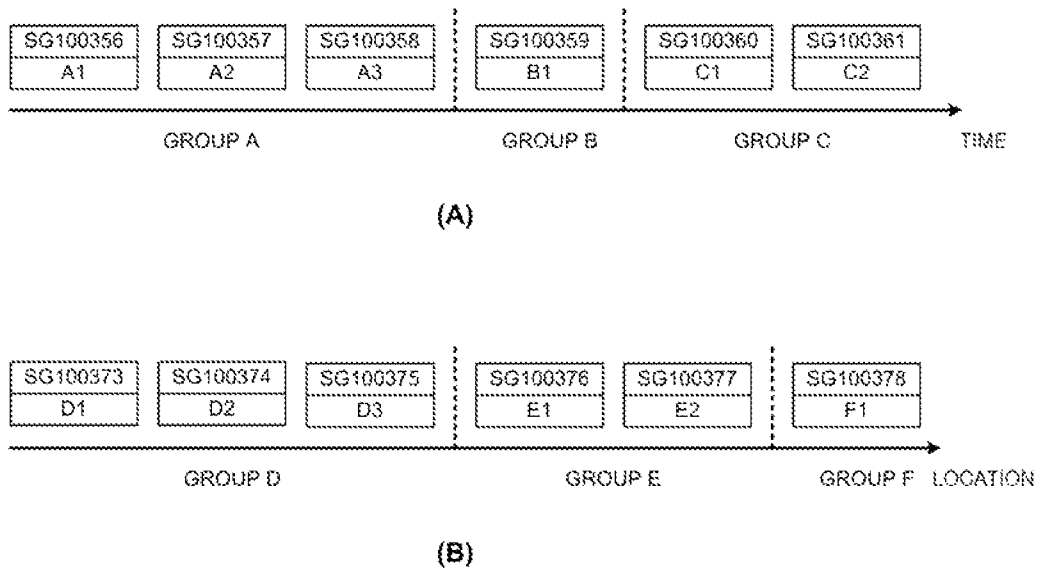 SG100356 SG100357 SG100358 SG100359 SG100360 SG100361
A1 A2 A3 B1 C1 C2
GROUP A GROUP B GROUP C TIME
(A)
SG100373 SG100374 SG100375 SG100376 SG100377 SG100378
D1 D2 D3 E1 E2 F1
GROUP D GROUP E GROUP F LOCATION
(B)